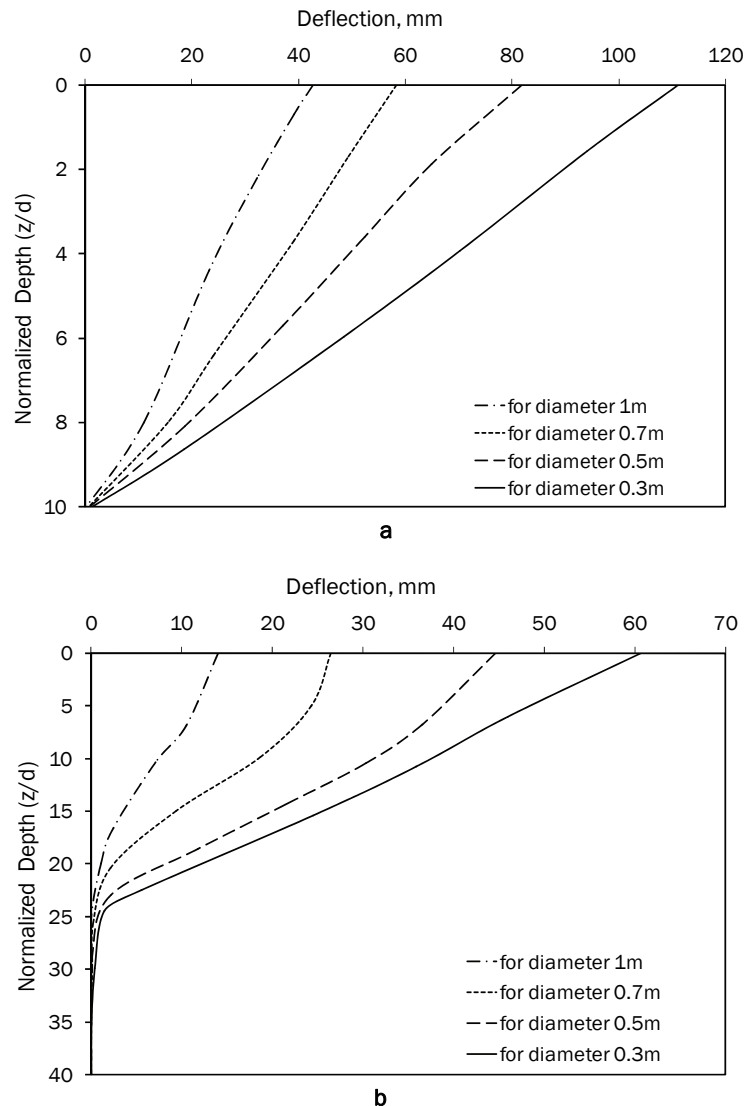 Deflection, mm
0 20 40 60 80 100 120
Normalized Depth (z/d)
0
2
4
6
8
10
for diameter 1m
for diameter 0.7m
for diameter 0.5m
for diameter 0.3m
a
Deflection, mm
0 10 20 30 40 50 60 70
Normalized Depth (z/d)
0
5
10
15
20
25
30
35
40
for diameter 1m
for diameter 0.7m
for diameter 0.5m
for diameter 0.3m
b